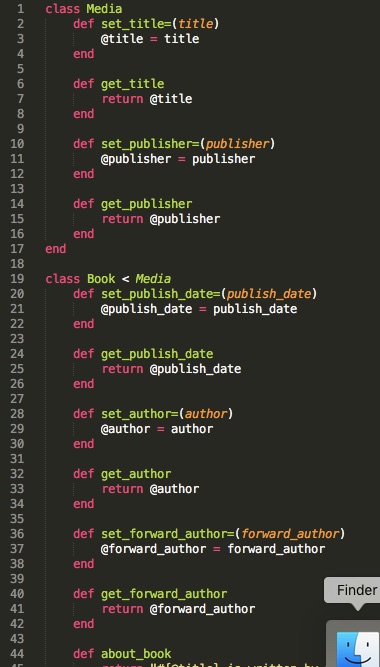 1 class Media
2 def set_title=(title)
3 @title = title
4 end
5
6 def get_title
7 return @title
8 end
9
10 def set_publisher=(publisher)
11 @publisher = publisher
12 end
13
14 def get_publisher
15 return @publisher
16 end
17 end
18
19 class Book < Media
20 def set_publish_date=(publish_date)
21 @publish_date = publish_date
22 end
23
24 def get_publish_date
25 return @publish_date
26 end
27
28 def set_author=(author)
29 @author = author
30 end
31
32 def get_author
33 return @author
34 end
35
36 def set_forward_author=(forward_author)
37 @forward_author = forward_author
38 end
39
40 def get_forward_author
41 return @forward_author
42 end
43
44 def about_book
45 return "#{@title} is written by
Finder